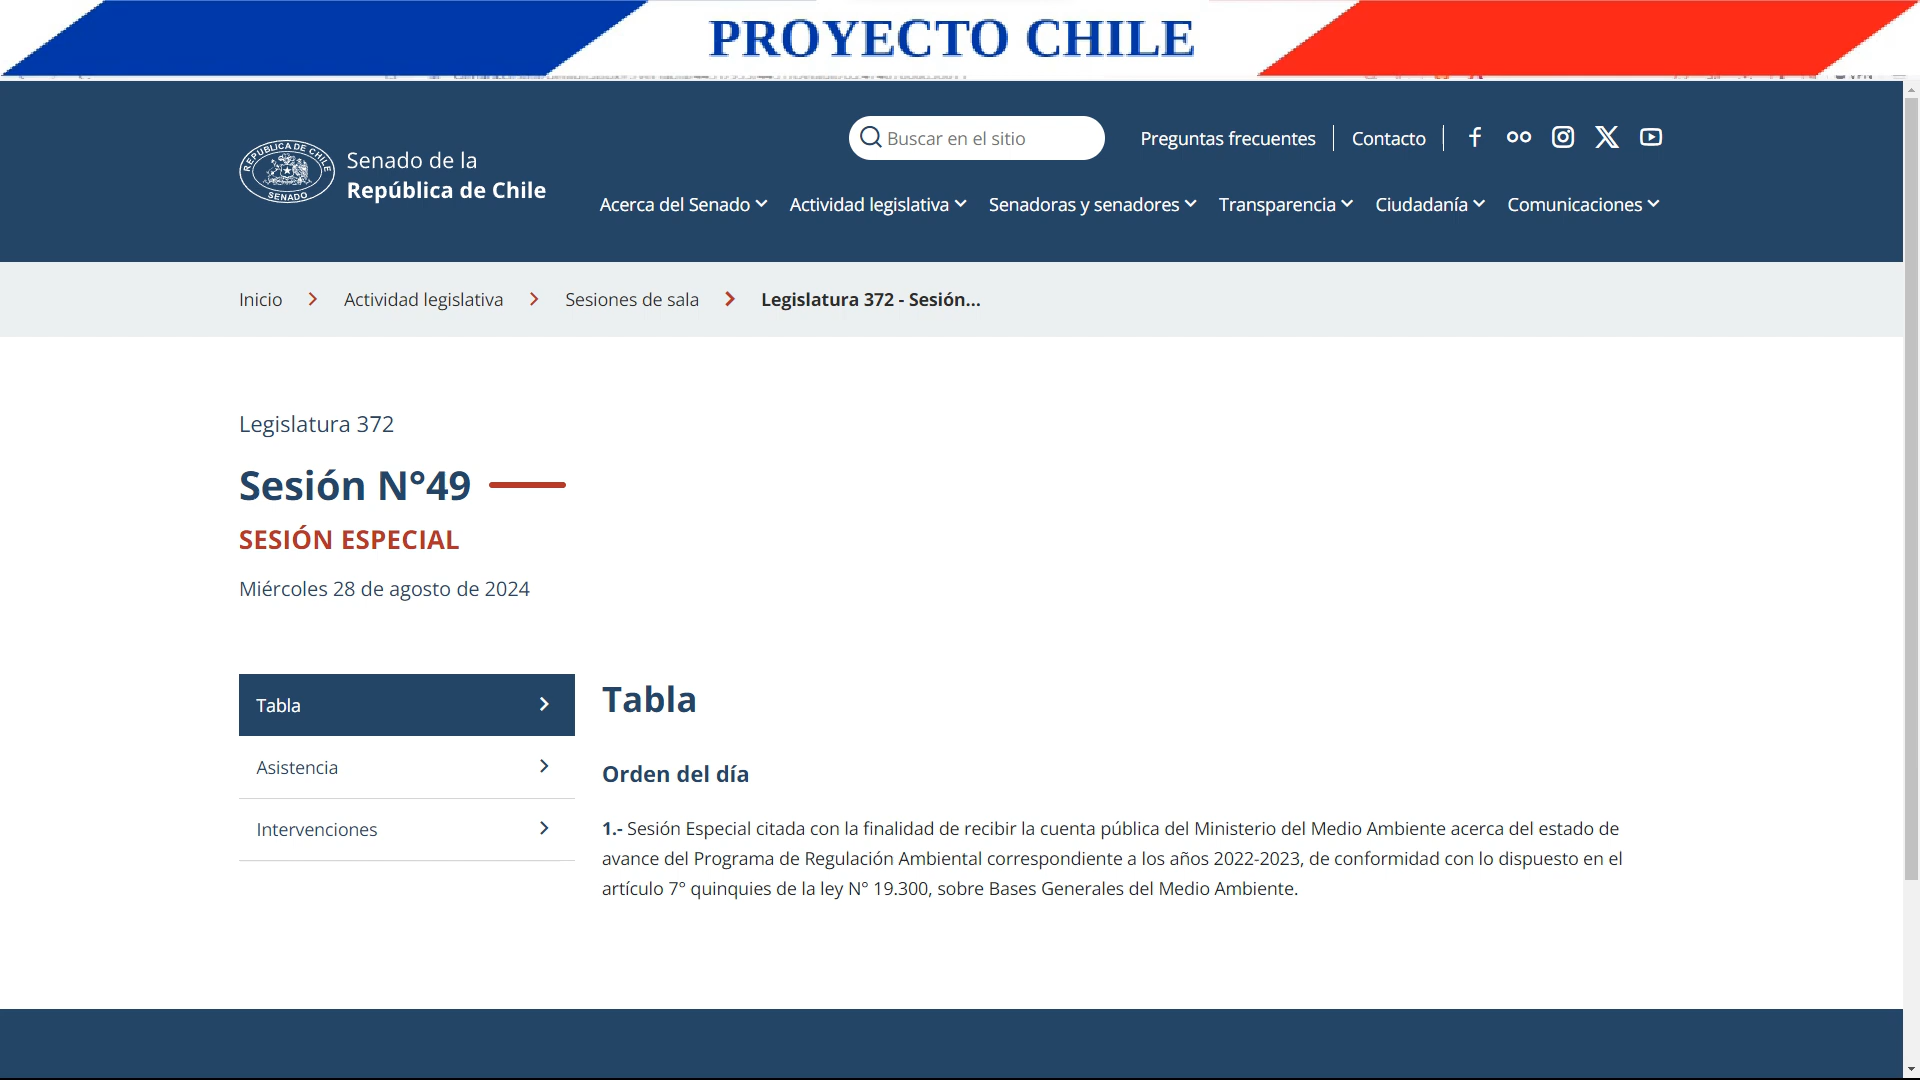 PROYECTO CHILE
Buscar en el sitio
Preguntas frecuentes
Contacto
REPUBLICA DE CHILE
SENADO
Senado de la
República de Chile
Acerca del Senado
Actividad legislativa
Senadoras y senadores
Transparencia
Ciudadanía
Comunicaciones
Inicio
Actividad legislativa
Sesiones de sala
Legislatura 372 - Sesión...
Legislatura 372
Sesión N°49
SESIÓN ESPECIAL
Miércoles 28 de agosto de 2024
Tabla
Asistencia
Intervenciones
Tabla
Orden del día
1.- Sesión Especial citada con la finalidad de recibir la cuenta pública del Ministerio del Medio Ambiente acerca del estado de
avance del Programa de Regulación Ambiental correspondiente a los años 2022-2023, de conformidad con lo dispuesto en el
artículo 7° quinquies de la ley N° 19.300, sobre Bases Generales del Medio Ambiente.